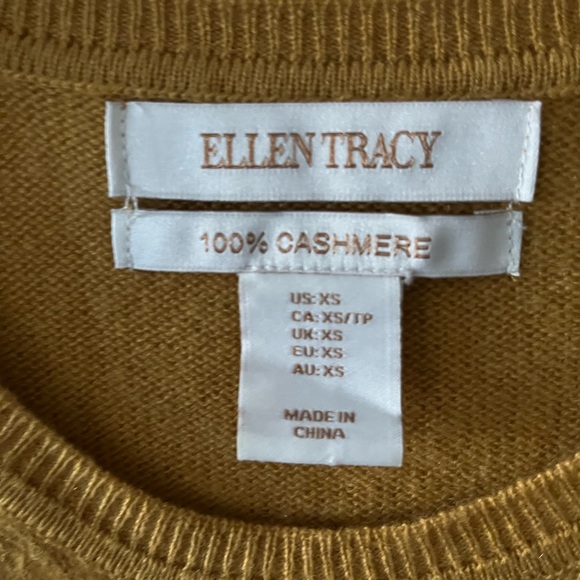 ELLEN TRACY
100% CASHMERE
US: XS
CA: XS/TP
UK: XS
EU: XS
AU: XS
MADE IN
CHINA